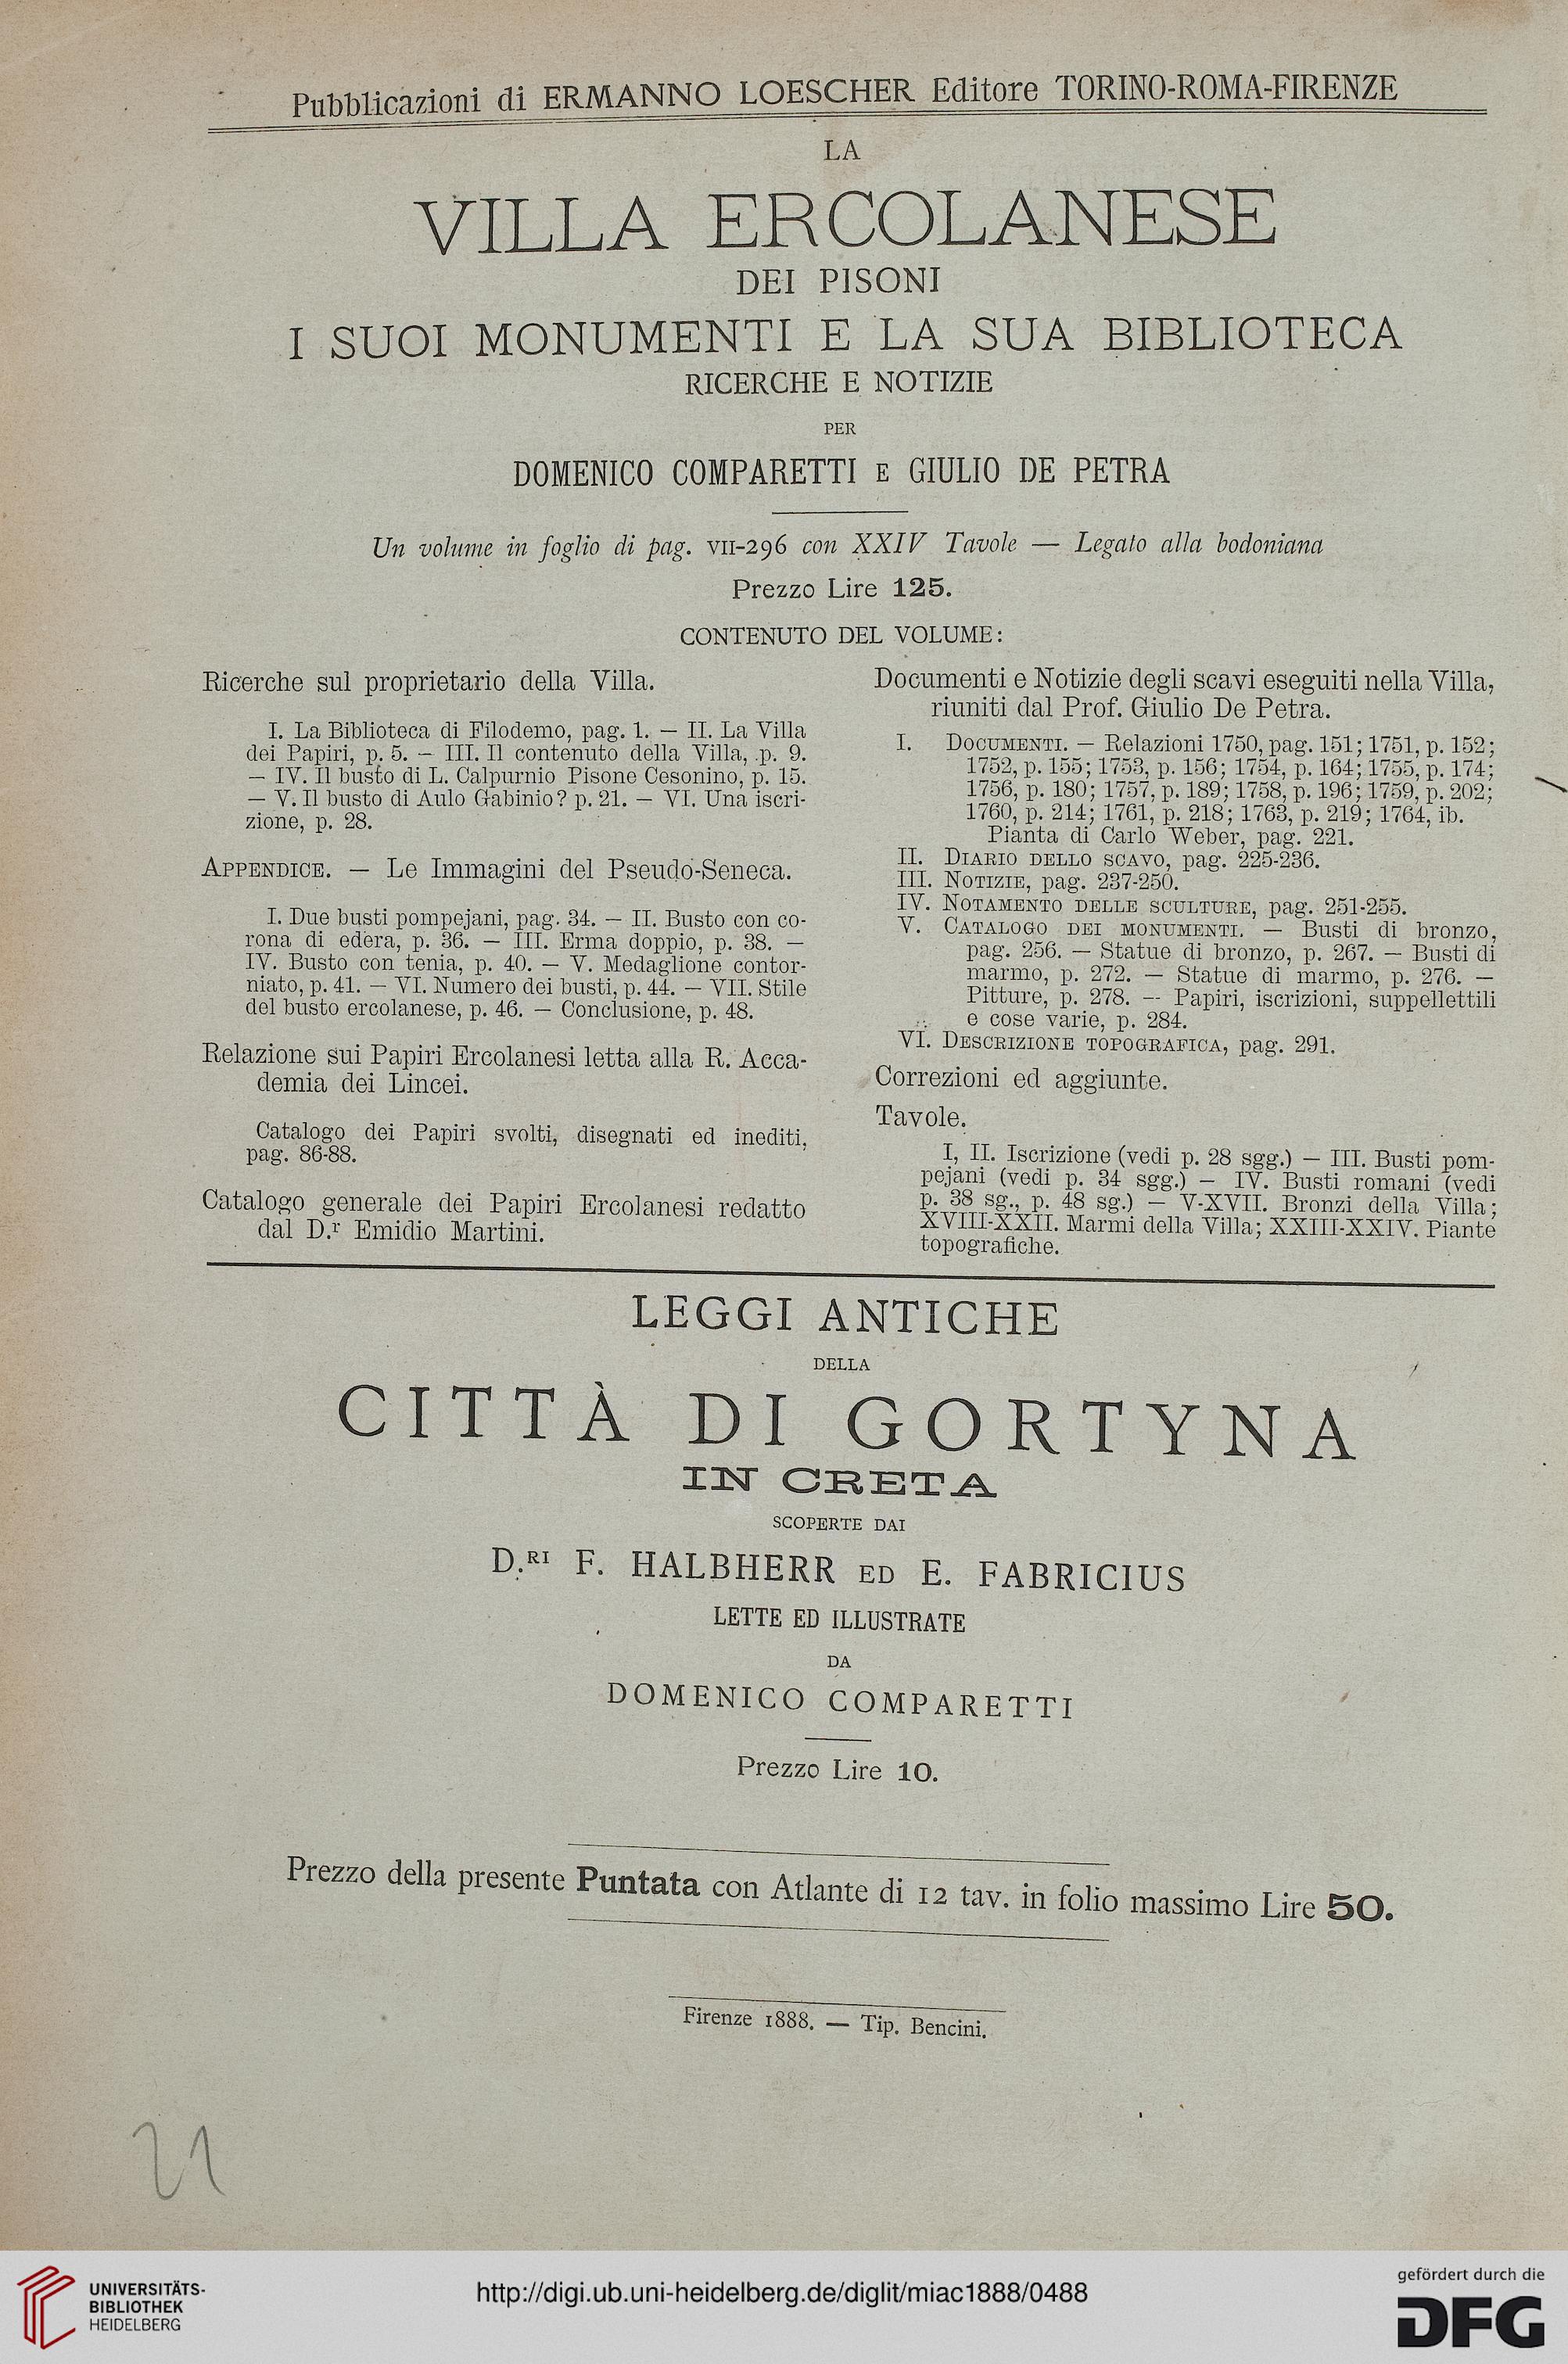 Pubblicazioni di ERMANNO LOESCHER Editore TORINO-ROMA-FIRENZE
LA
VILLA ERCOLANESE
DEI PISONI
I SUOI MONUMENTI E LA SUA BIBLIOTECA
RICERCHE E NOTIZIE
PER
DOMENICO COMPARETTI E GIULIO DE PETRA
Un volume in foglio di pag. VII-296 con XXIV Tavole — Legato alla bodoniana
Prezzo Lire 125.
CONTENUTO DEL VOLUME:
Ricerche sul proprietario della Villa.
I. La Biblioteca di Filodemo, pag. 1. — II. La Villa
dei Papiri, p. 5. — III. Il contenuto della Villa, p. 9.
— IV. Il busto di L. Calpurnio Pisone Cesonino, p. 15.
— V. Il busto di Aulo Gabinio? p. 21. — VI. Una iscri-
zione, p. 28.
APPENDICE. — Le Immagini del Pseudo-Seneca.
I. Due busti pompejani, pag. 34. — II. Busto con co-
rona di edera, p. 36. — III. Erma doppio, p. 38. —
IV. Busto con tenia, p. 40. — V. Medaglione contor-
niato, p. 41. — VI. Numero dei busti, p. 44. — VII. Stile
del busto ercolanese, p. 46. — Conclusione, p. 48.
Relazione sui Papiri Ercolanesi letta alla R. Acca-
demia dei Lincei.
Catalogo dei Papiri svolti, disegnati ed inediti,
pag. 86-88.
Catalogo generale dei Papiri Ercolanesi redatto
dal D.r Emidio Martini.
Documenti e Notizie degli scavi eseguiti nella Villa,
riuniti dal Prof. Giulio De Petra.
I. DOCUMENTI. — Relazioni 1750, pag. 151; 1751, p. 152;
1752, p. 155; 1753, p. 156; 1754, p. 164; 1755, p. 174;
1756, p. 180; 1757, p. 189; 1758, p. 196; 1759, p. 202;
1760, p. 214; 1761, p. 218; 1763, p. 219; 1764, ib.
Pianta di Carlo Weber, pag. 221.
II. DIARIO DELLO SCAVO, pag. 225-236.
III. NOTIZIE, pag. 237-250.
IV. NOTAMENTO DELLE SCULTURE, pag. 251-255.
V. CATALOGO DEI MONUMENTI. — Busti di bronzo,
pag. 256. — Statue di bronzo, p. 267. — Busti di
marmo, p. 272. — Statue di marmo, p. 276. —
Pitture, p. 278. — Papiri, iscrizioni, suppellettili
e cose varie, p. 284.
VI. DESCRIZIONE TOPOGRAFICA, pag. 291.
Correzioni ed aggiunte.
Tavole.
I, II. Iscrizione (vedi p. 28 sgg.) — III. Busti pom-
pejani (vedi p. 34 sgg.) — IV. Busti romani (vedi
p. 38 sg., p. 48 sg.) — V-XVII. Bronzi della Villa;
XVIII-XXII. Marmi della Villa; XXIII-XXIV. Piante
topografiche.
LEGGI ANTICHE
DELLA
CITTÀ DI GORTYNA
IN CRETA
SCOPERTE DAI
D.RI F. HALBHERR ED E. FABRICIUS
LETTE ED ILLUSTRATE
DA
DOMENICO COMPARETTI
Prezzo Lire 10.
Prezzo della presente Puntata con Atlante di 12 tav. in folio massimo Lire 50.
Firenze 1888. — Tip. Bencini.
21
UNIVERSITÄTS-
BIBLIOTHEK
HEIDELBERG
http://digi.ub.uni-heidelberg.de/diglit/miac1888/0488
gefördert durch die
DFG